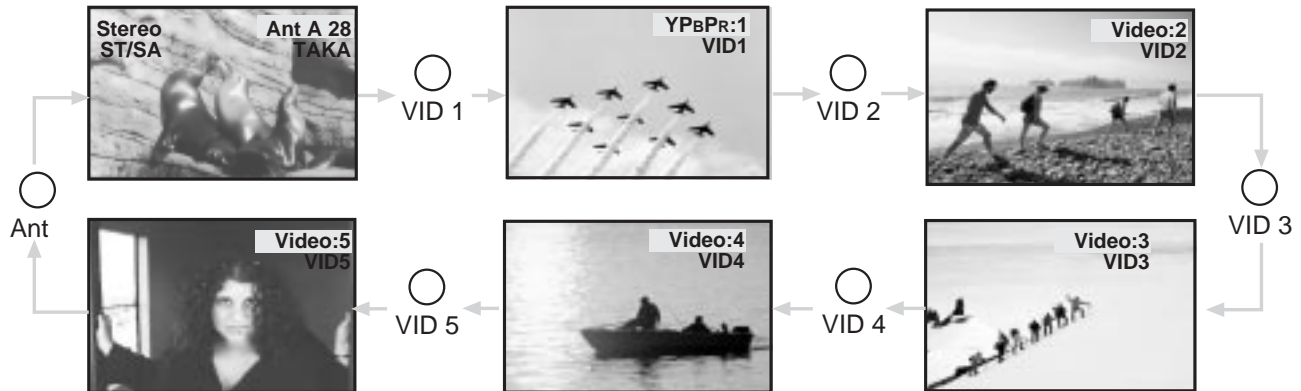 Stereo
ST/SA
Ant A 28
TAKA
VID 1
YPBPR:1
VID1
VID 2
Video:2
VID2
VID 3
Video:3
VID3
VID 4
Video:4
VID4
VID 5
Video:5
VID5
Ant